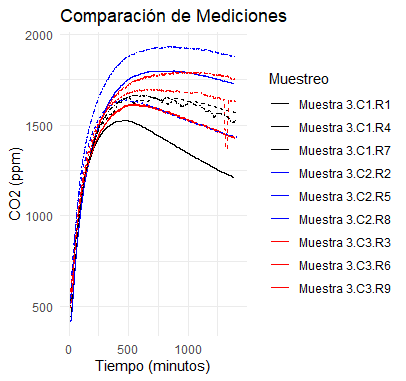 Comparación de Mediciones
2000
1500
1000
500
CO2 (ppm)
0
500
1000
Tiempo (minutos)
Muestreo
Muestra 3.C1.R1
Muestra 3.C1.R4
Muestra 3.C1.R7
Muestra 3.C2.R2
Muestra 3.C2.R5
Muestra 3.C2.R8
Muestra 3.C3.R3
Muestra 3.C3.R6
Muestra 3.C3.R9